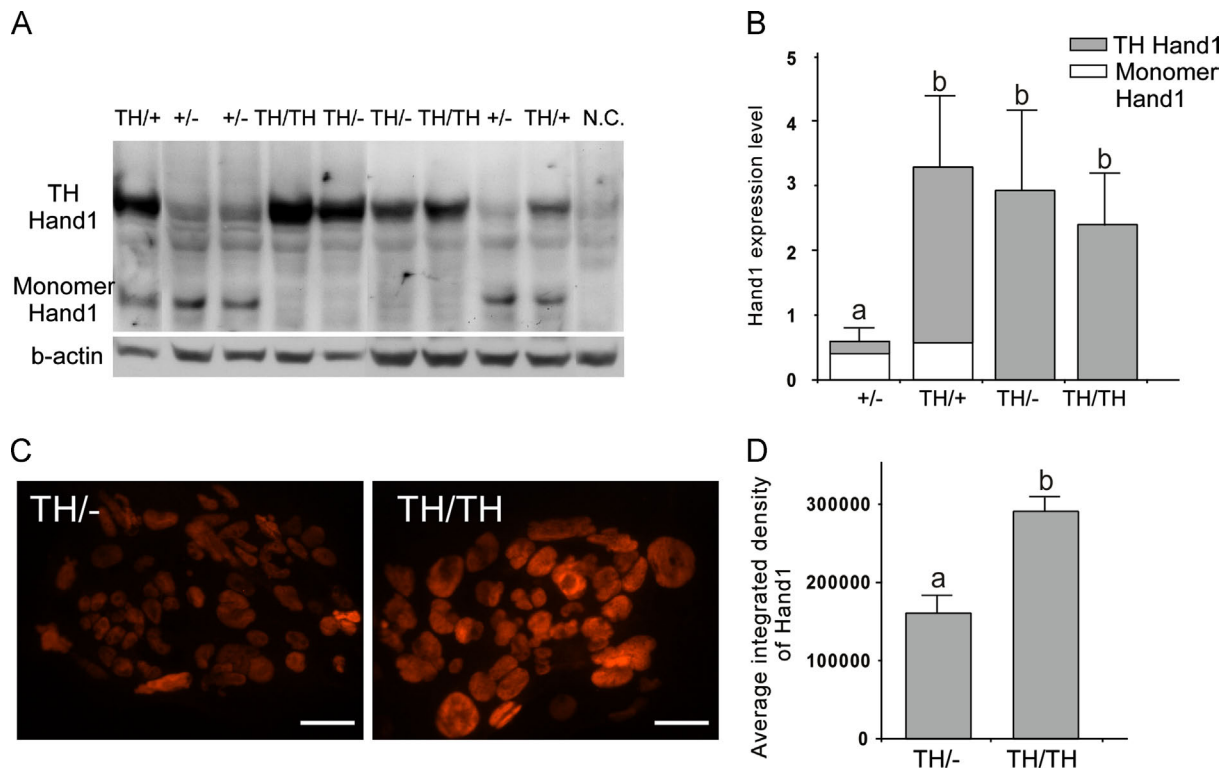 A
TH/+ +/- +/- TH/TH TH/- TH/- TH/TH +/- TH/+ N.C.
TH
Hand1
Monomer
Hand1
b-actin
B
TH Hand1
Monomer
Hand1
Hand1 expression level
5
4
3
2
1
0
a
b
b
b
+/- TH/+ TH/- TH/TH
C
TH/-
TH/TH
D
Average integrated density
of Hand1
300000
200000
100000
0
a
b
TH/- TH/TH